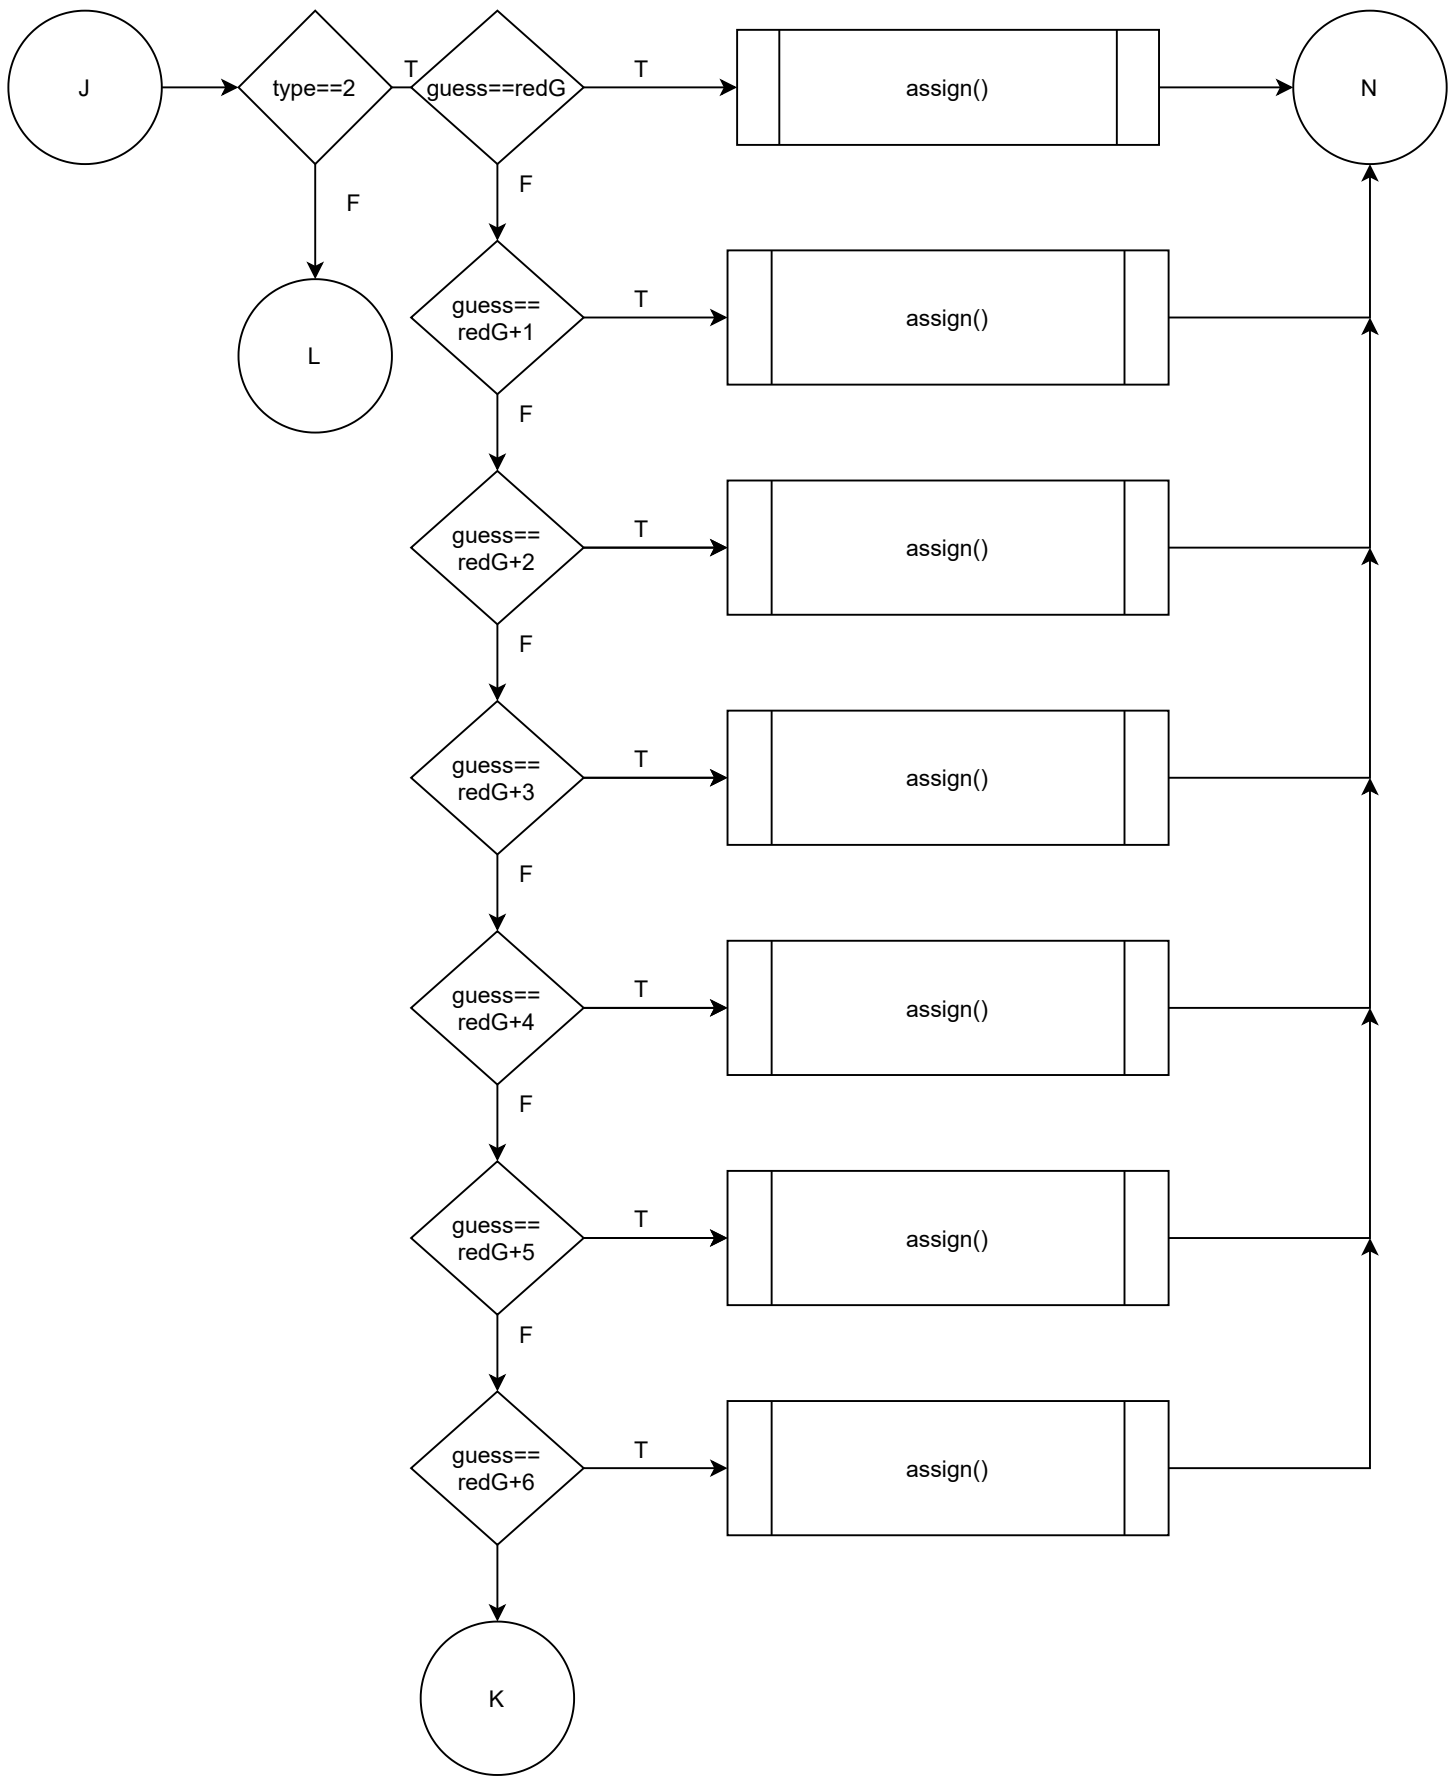 J
type==2
T
guess==redG
T
assign()
N
F
F
L
guess==
redG+1
T
assign()
F
guess==
redG+2
T
assign()
F
guess==
redG+3
T
assign()
F
guess==
redG+4
T
assign()
F
guess==
redG+5
T
assign()
F
guess==
redG+6
T
assign()
K